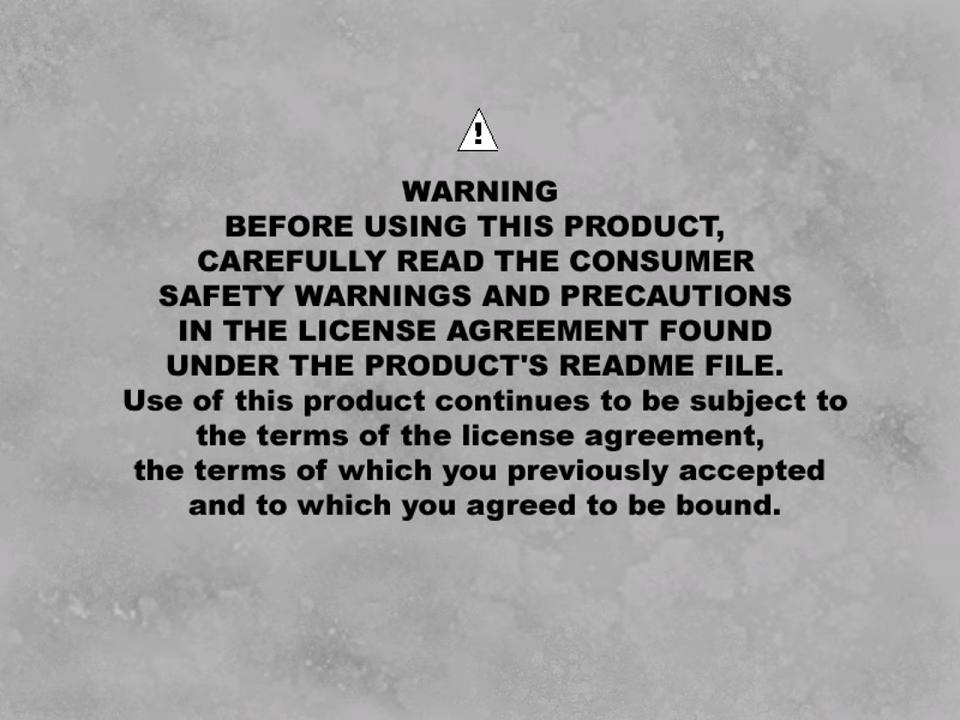 !
WARNING
BEFORE USING THIS PRODUCT,
CAREFULLY READ THE CONSUMER
SAFETY WARNINGS AND PRECAUTIONS
IN THE LICENSE AGREEMENT FOUND
UNDER THE PRODUCT'S README FILE.
Use of this product continues to be subject to
the terms of the license agreement,
the terms of which you previously accepted
and to which you agreed to be bound.